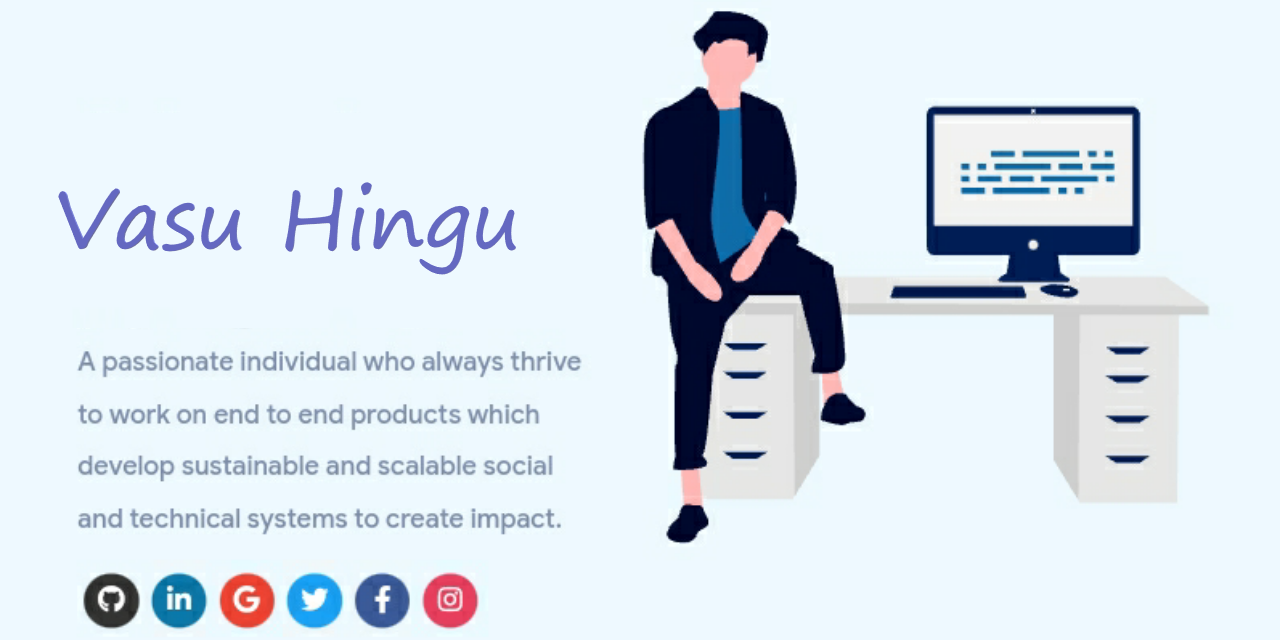 Vasu Hingu
A passionate individual who always thrive
to work on end to end products which
develop sustainable and scalable social
and technical systems to create impact.
in G f